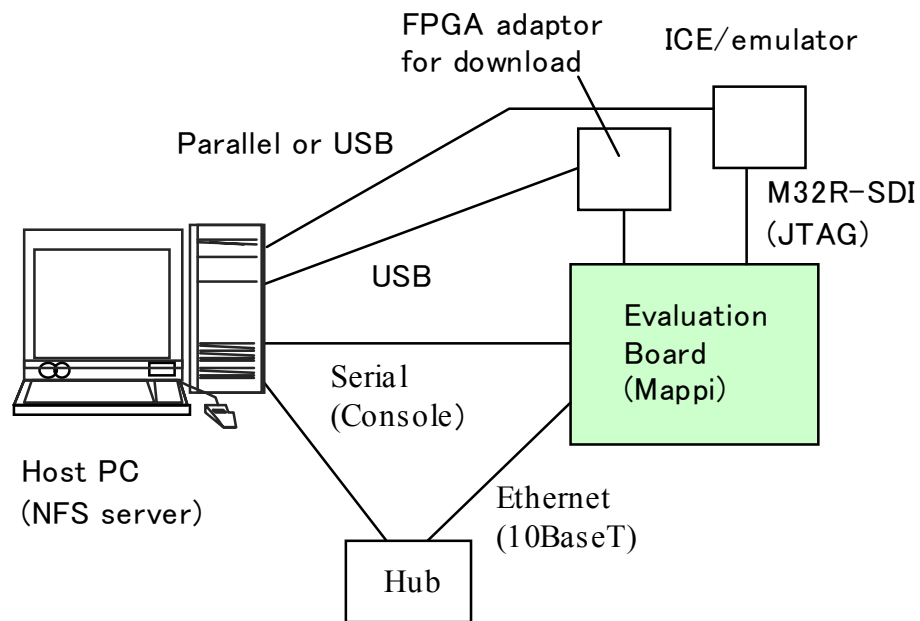 FPGA adaptor
for download
ICE/emulator
Parallel or USB
M32R-SDI
(JTAG)
USB
Evaluation
Board
(Mappi)
Serial
(Console)
Host PC
(NFS server)
Ethernet
(10BaseT)
Hub